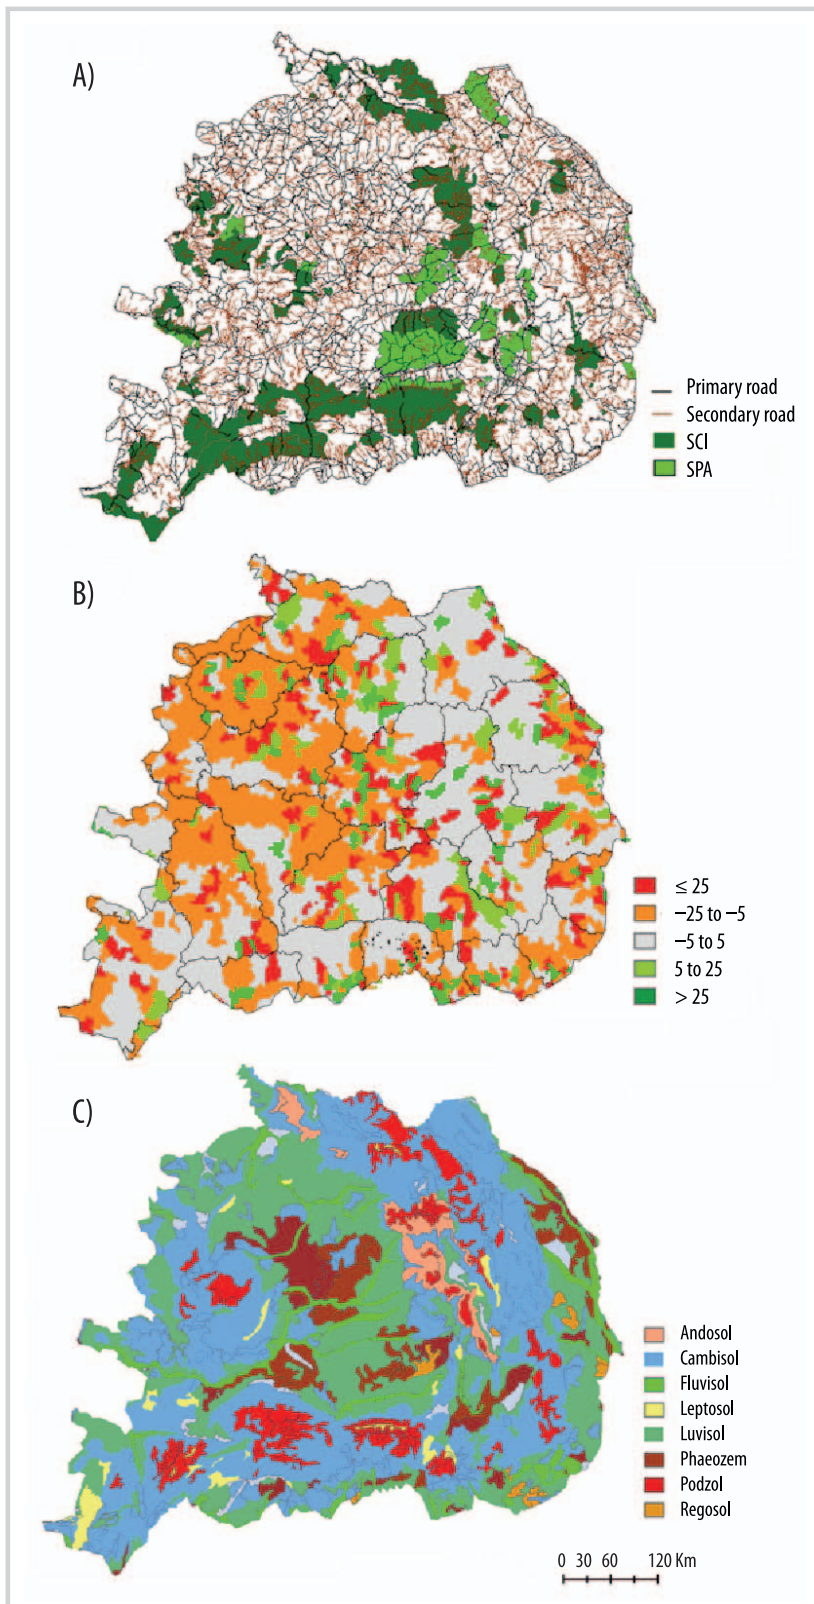 A)
Primary road
Secondary road
SCI
SPA
B)
≤ 25
−25 to −5
−5 to 5
5 to 25
> 25
C)
Andosol
Cambisol
Fluvisol
Leptosol
Luvisol
Phaeozem
Podzol
Regosol
0 30 60 120 Km